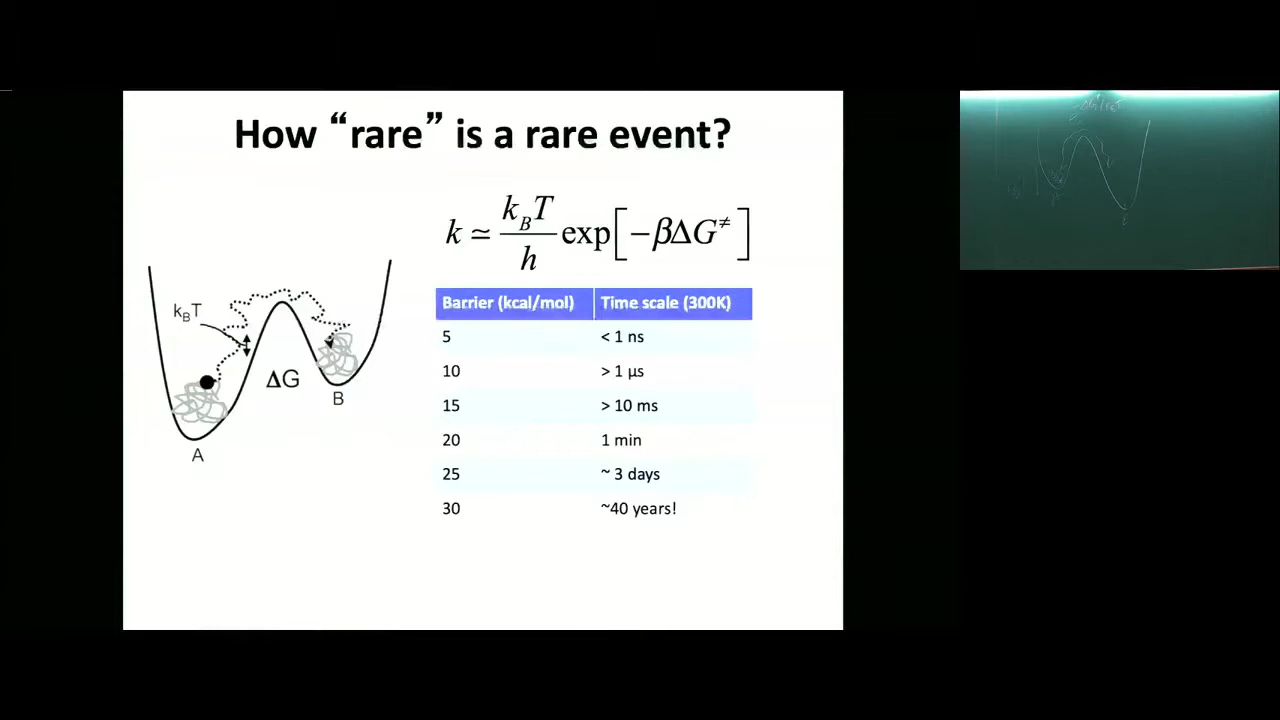 How “rare” is a rare event?
k ≃ k_BT / h exp[−βΔG^≠]
k_BT
ΔG
A
B
Barrier (kcal/mol) Time scale (300K)
5 < 1 ns
10 > 1 μs
15 > 10 ms
20 1 min
25 ~ 3 days
30 ~40 years!